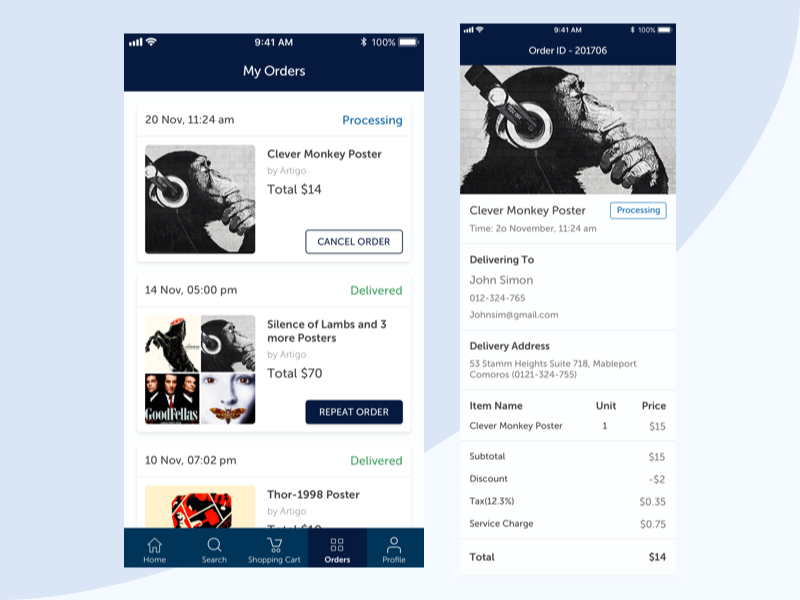 9:41 AM
100%
My Orders
20 Nov, 11:24 am
Processing
Clever Monkey Poster
by Artigo
Total $14
CANCEL ORDER
14 Nov, 05:00 pm
Delivered
Silence of Lambs and 3
more Posters
by Artigo
Total $70
GoodFellas
REPEAT ORDER
10 Nov, 07:02 pm
Delivered
Thor-1998 Poster
by Artigo
Home
Search
Shopping Cart
Orders
Profile
9:41 AM
100%
Order ID - 201706
Clever Monkey Poster
Processing
Time: 2o November, 11:24 am
Delivering To
John Simon
012-324-765
Johnsim@gmail.com
Delivery Address
53 Stamm Heights Suite 718, Mableport
Comoros (0121-324-755)
Item Name Unit Price
Clever Monkey Poster 1 $15
Subtotal $15
Discount -$2
Tax(12.3%) $0.35
Service Charge $0.75
Total $14